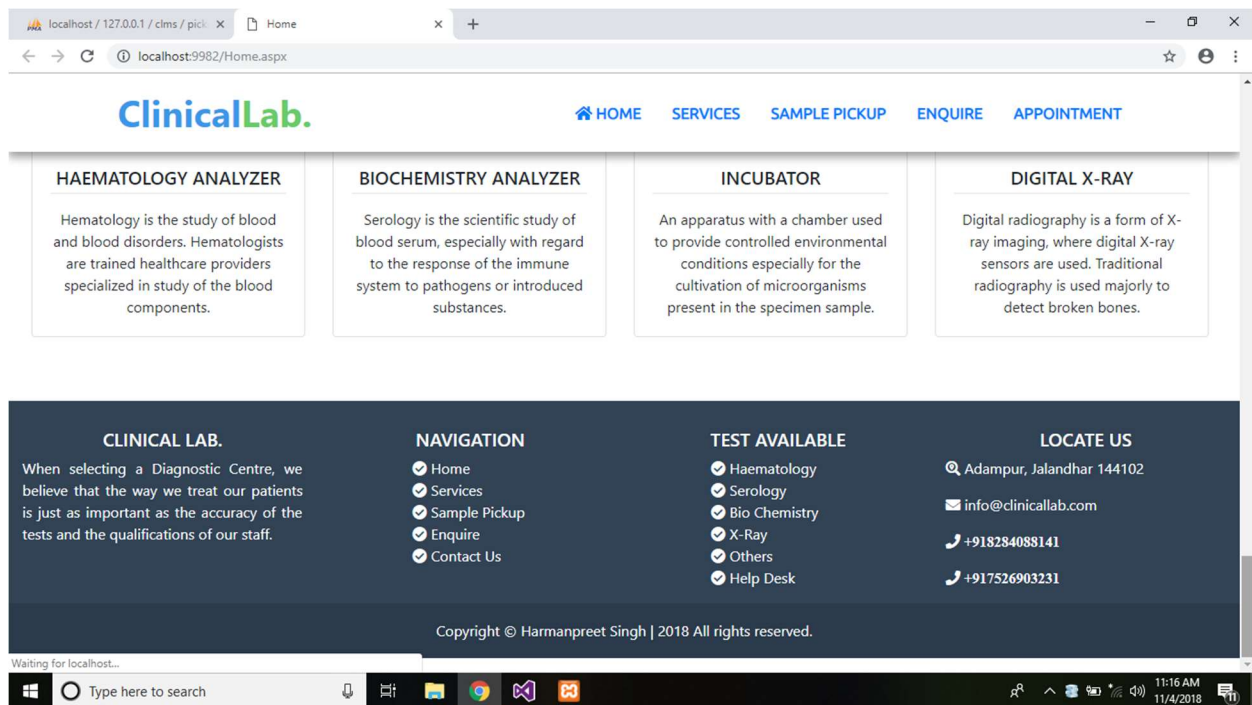 localhost / 127.0.0.1 / clms / pick
Home
localhost:9982/Home.aspx
ClinicalLab.
HOME
SERVICES
SAMPLE PICKUP
ENQUIRE
APPOINTMENT
HAEMATOLOGY ANALYZER
Hematology is the study of blood
and blood disorders. Hematologists
are trained healthcare providers
specialized in study of the blood
components.
BIOCHEMISTRY ANALYZER
Serology is the scientific study of
blood serum, especially with regard
to the response of the immune
system to pathogens or introduced
substances.
INCUBATOR
An apparatus with a chamber used
to provide controlled environmental
conditions especially for the
cultivation of microorganisms
present in the specimen sample.
DIGITAL X-RAY
Digital radiography is a form of X-
ray imaging, where digital X-ray
sensors are used. Traditional
radiography is used majorly to
detect broken bones.
CLINICAL LAB.
When selecting a Diagnostic Centre, we
believe that the way we treat our patients
is just as important as the accuracy of the
tests and the qualifications of our staff.
NAVIGATION
Home
Services
Sample Pickup
Enquire
Contact Us
TEST AVAILABLE
Haematology
Serology
Bio Chemistry
X-Ray
Others
Help Desk
LOCATE US
Adampur, Jalandhar 144102
info@clinicallab.com
+918284088141
+917526903231
Copyright © Harmanpreet Singh | 2018 All rights reserved.
Waiting for localhost...
Type here to search
11:16 AM
11/4/2018
11